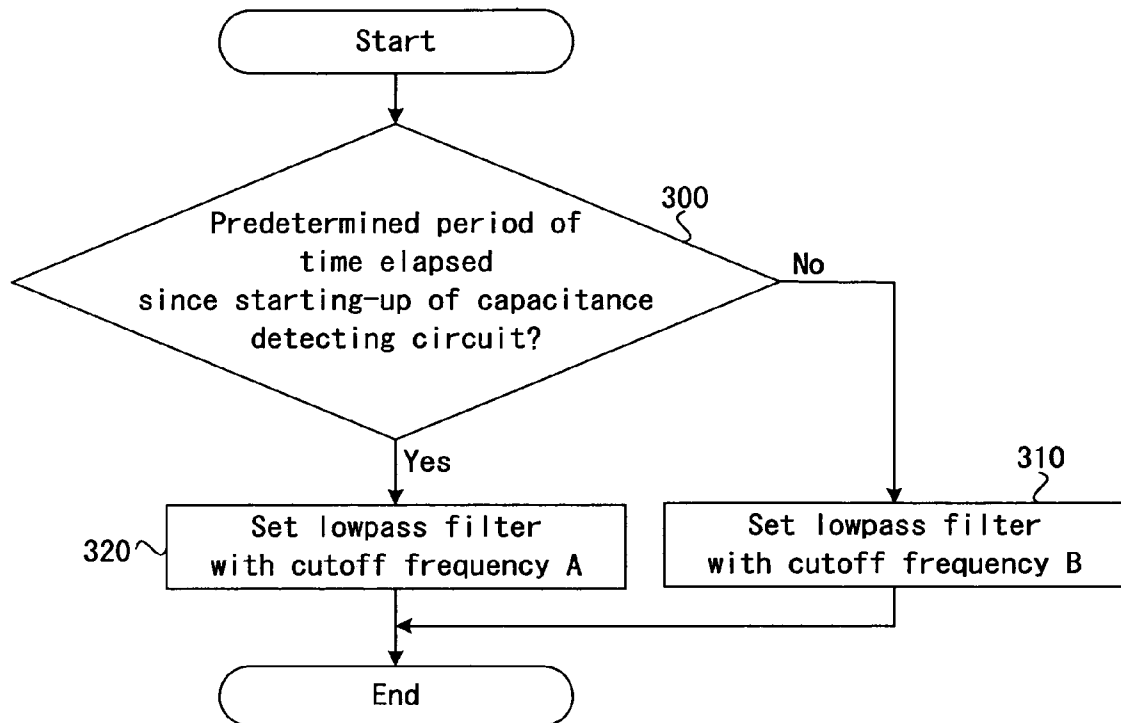 Start
300
Predetermined period of
time elapsed
since starting-up of capacitance
detecting circuit?
No
Yes
310
Set lowpass filter
with cutoff frequency A
320
Set lowpass filter
with cutoff frequency B
End